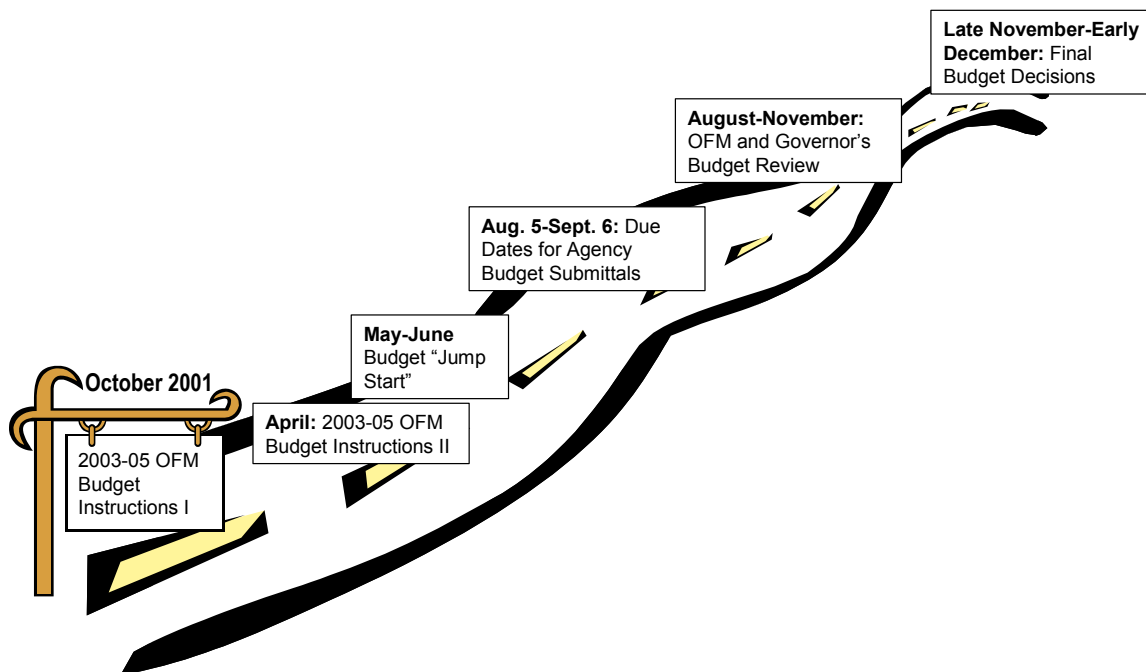 October 2001
2003-05 OFM
Budget
Instructions I
April: 2003-05 OFM
Budget Instructions II
May-June
Budget “Jump
Start”
Aug. 5-Sept. 6: Due
Dates for Agency
Budget Submittals
August-November:
OFM and Governor’s
Budget Review
Late November-Early
December: Final
Budget Decisions